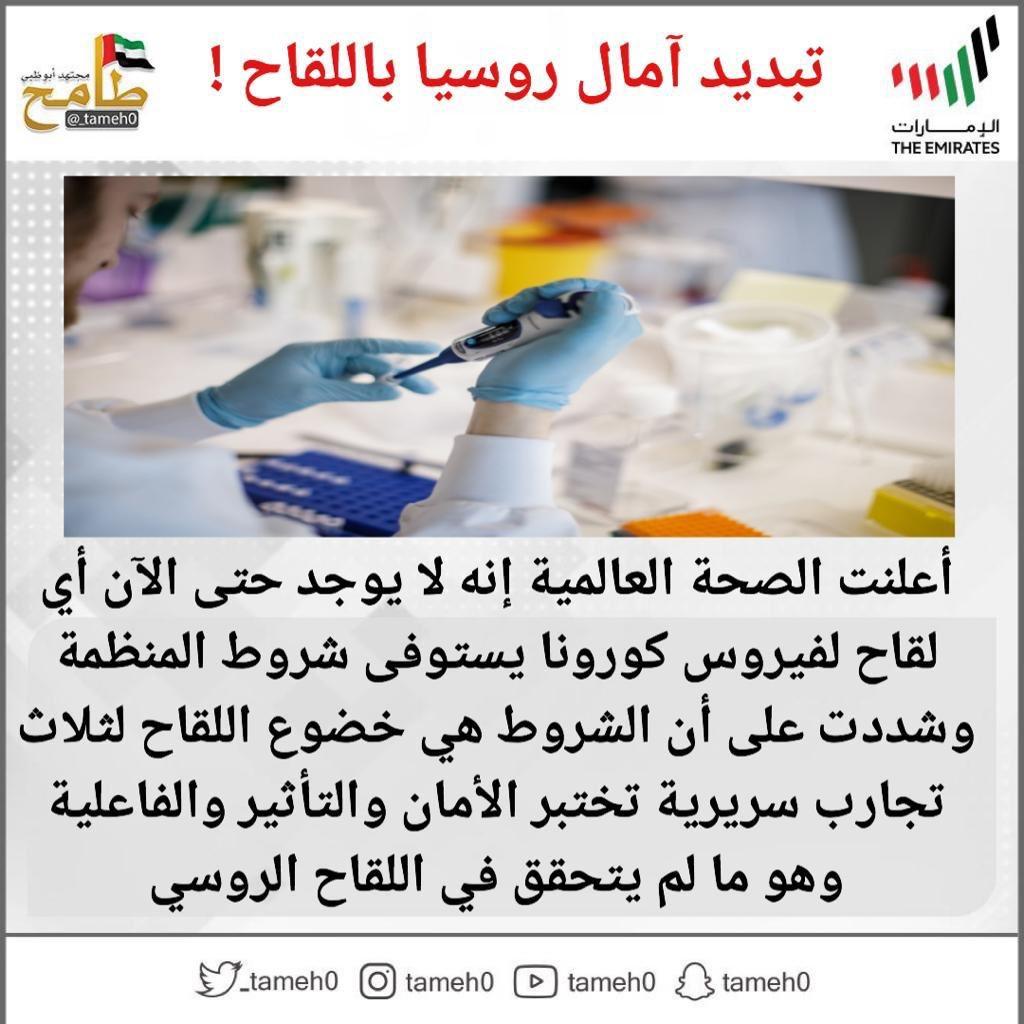 تبديد آمال روسيا باللقاح !
مجتهد أبوظبي
طامح
@_tameh0
الإمارات
THE EMIRATES
أعلنت الصحة العالمية إنه لا يوجد حتى الآن أي
لقاح لفيروس كورونا يستوفى شروط المنظمة
وشددت على أن الشروط هي خضوع اللقاح لثلاث
تجارب سريرية تختبر الأمان والتأثير والفاعلية
وهو ما لم يتحقق في اللقاح الروسي
_tameh0 tameh0 tameh0 tameh0